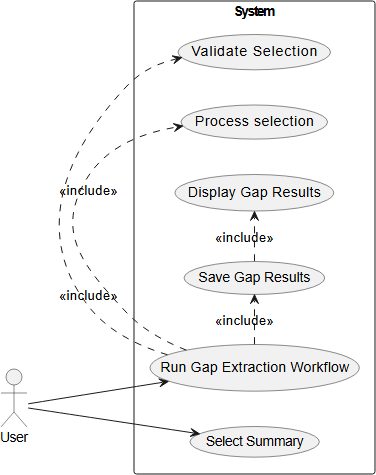 System
Validate Selection
Process selection
«include»
Display Gap Results
«include»
Save Gap Results
«include»
«include»
Run Gap Extraction Workflow
User
Select Summary